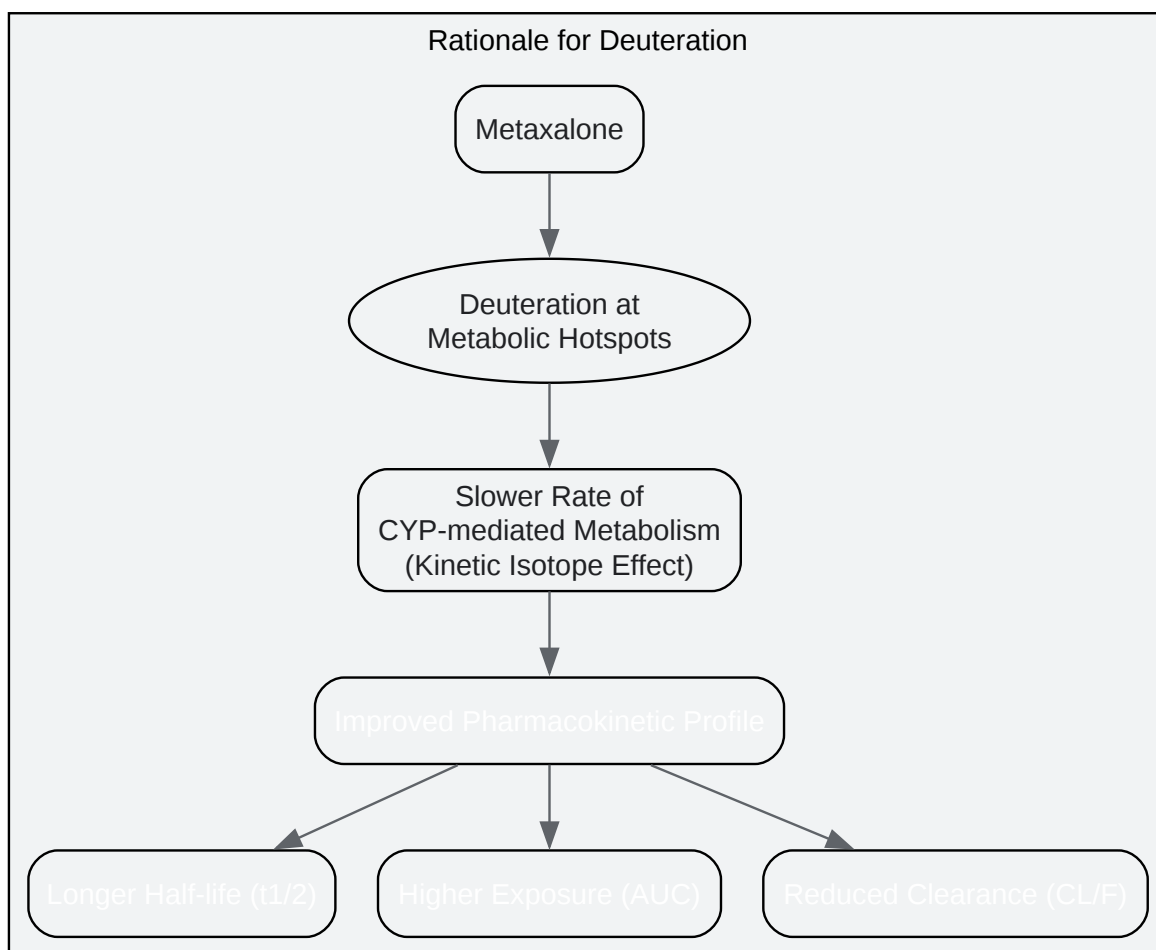 Rationale for Deuteration
Metaxalone
Deuteration at
Metabolic Hotspots
Slower Rate of
CYP-mediated Metabolism
(Kinetic Isotope Effect)
Improved Pharmacokinetic Profile
Longer Half-life (t1/2)
Higher Exposure (AUC)
Reduced Clearance (CL/F)